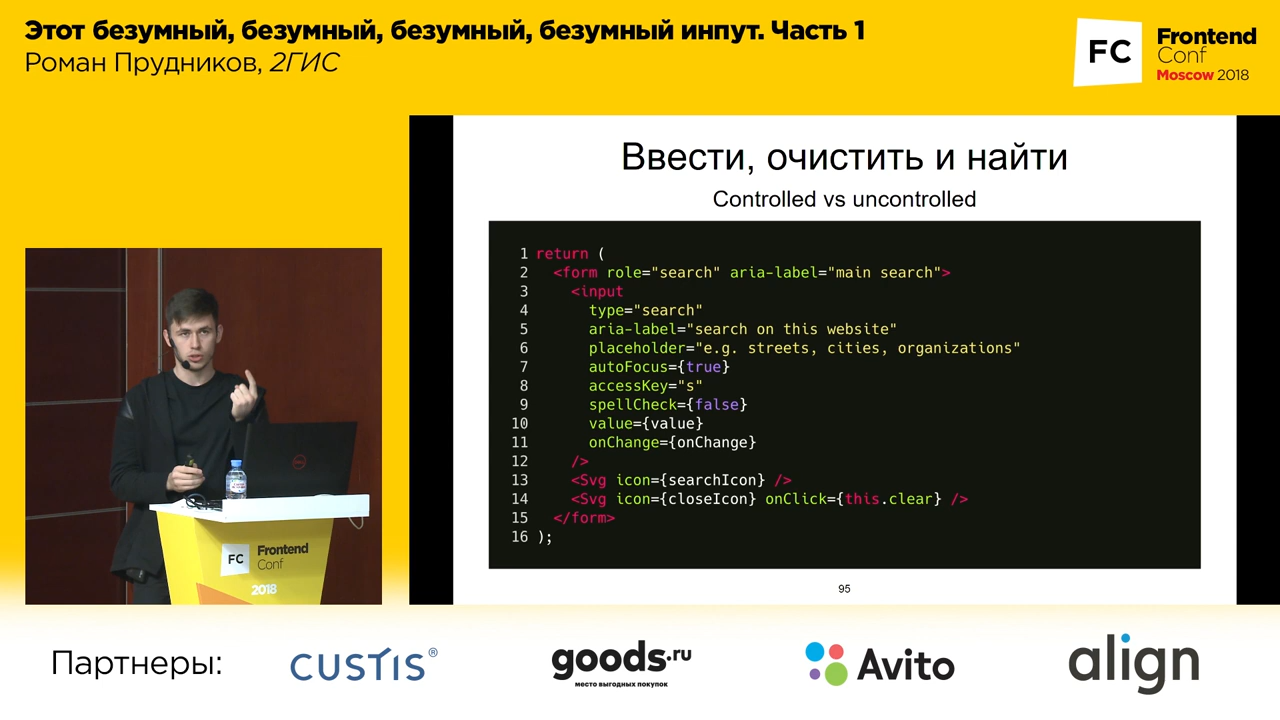 Этот безумный, безумный, безумный, безумный инпут. Часть 1
Роман Прудников, 2ГИС
FC
Frontend
Conf
Moscow 2018
Ввести, очистить и найти
Controlled vs uncontrolled
1 return (
2 <form role="search" aria-label="main search">
3 <input
4 type="search"
5 aria-label="search on this website"
6 placeholder="e.g. streets, cities, organizations"
7 autoFocus={true}
8 accessKey="s"
9 spellCheck={false}
10 value={value}
11 onChange={onChange}
12 />
13 <Svg icon={searchIcon} />
14 <Svg icon={closeIcon} onClick={this.clear} />
15 </form>
16 );
95
FC
Frontend
Conf
2018
Партнеры:
CUSTIS®
goods.ru
место выгодных покупок
Avito
align